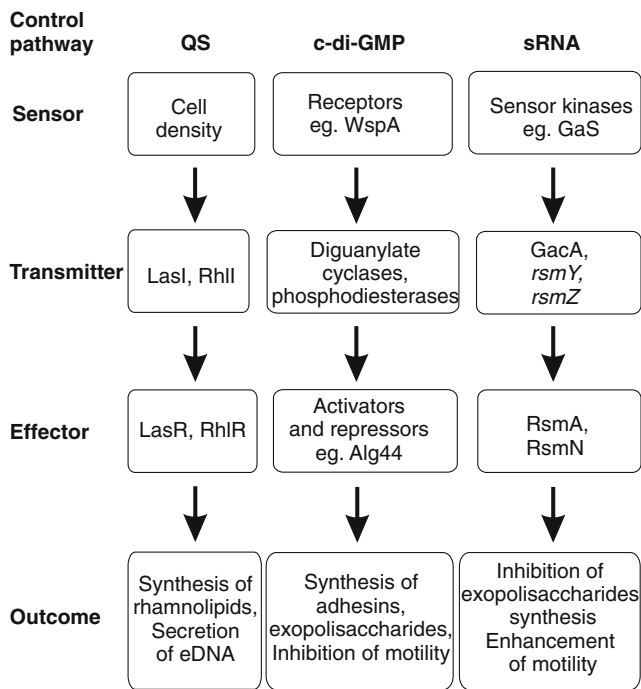 Control
pathway
QS
c-di-GMP
sRNA
Sensor
Cell
density
Receptors
eg. WspA
Sensor kinases
eg. GaS
Transmitter
LasI, RhlI
Diguanylate
cyclases,
phosphodiesterases
GacA,
rsmY,
rsmZ
Effector
LasR, RhlR
Activators
and repressors
eg. Alg44
RsmA,
RsmN
Outcome
Synthesis of
rhamnolipids,
Secretion
of eDNA
Synthesis of
adhesins,
exopolisaccharides,
Inhibition of motility
Inhibition of
exopolisaccharides
synthesis
Enhancement
of motility